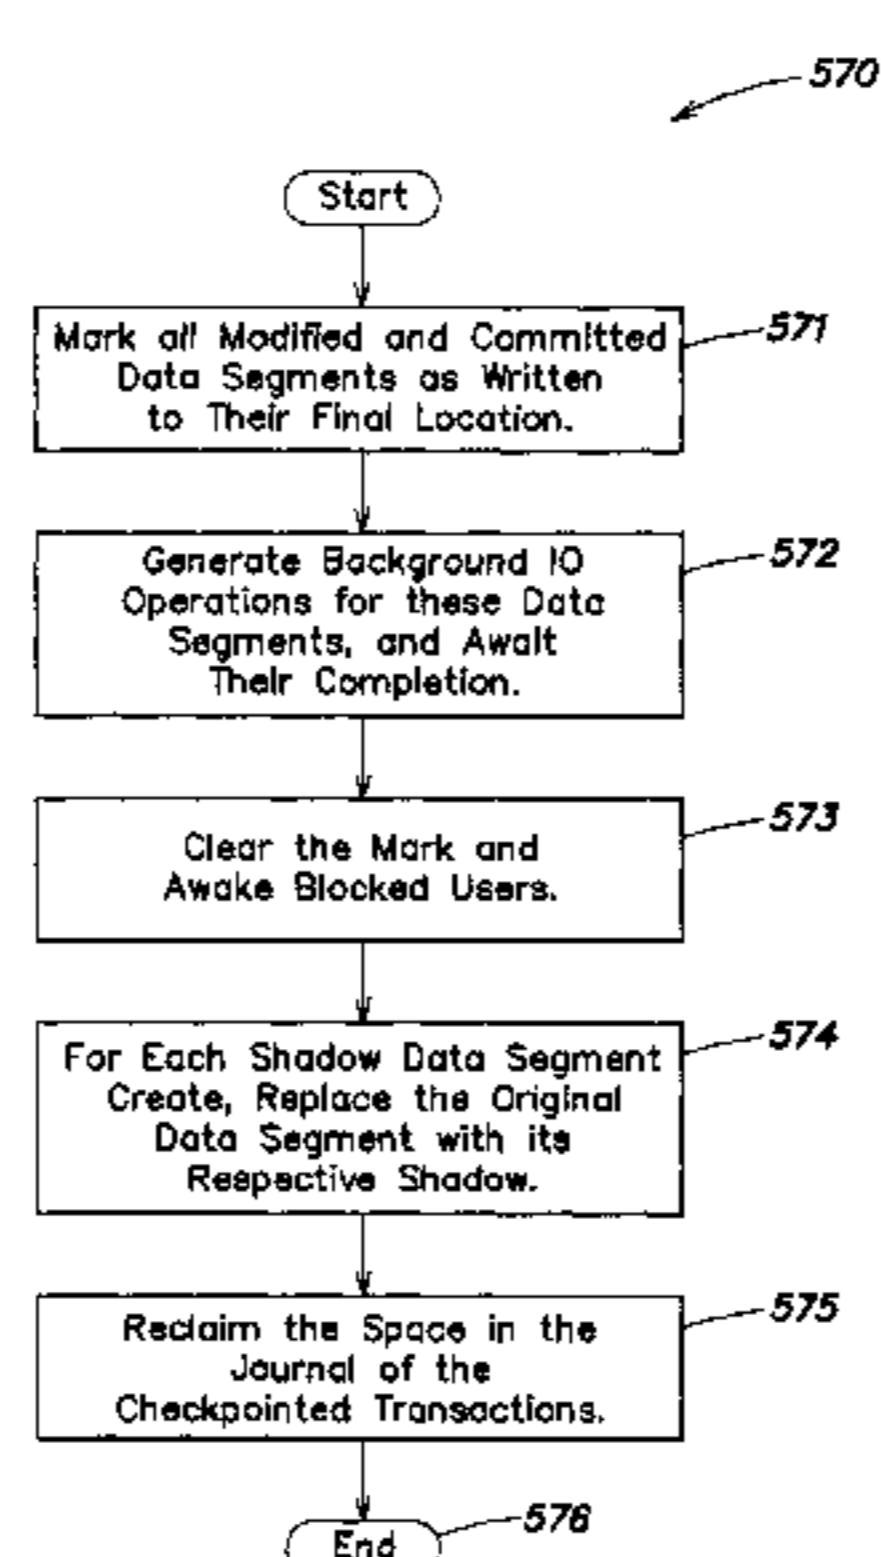 570
Start
Mark all Modified and Committed
Data Segments as Written
to Their Final Location.
571
Generate Background IO
Operations for these Data
Segments, and Await
Their Completion.
572
Clear the Mark and
Awake Blocked Users.
573
For Each Shadow Data Segment
Create, Replace the Original
Data Segment with its
Respective Shadow.
574
Reclaim the Space in the
Journal of the
Checkpointed Transactions.
575
End
576